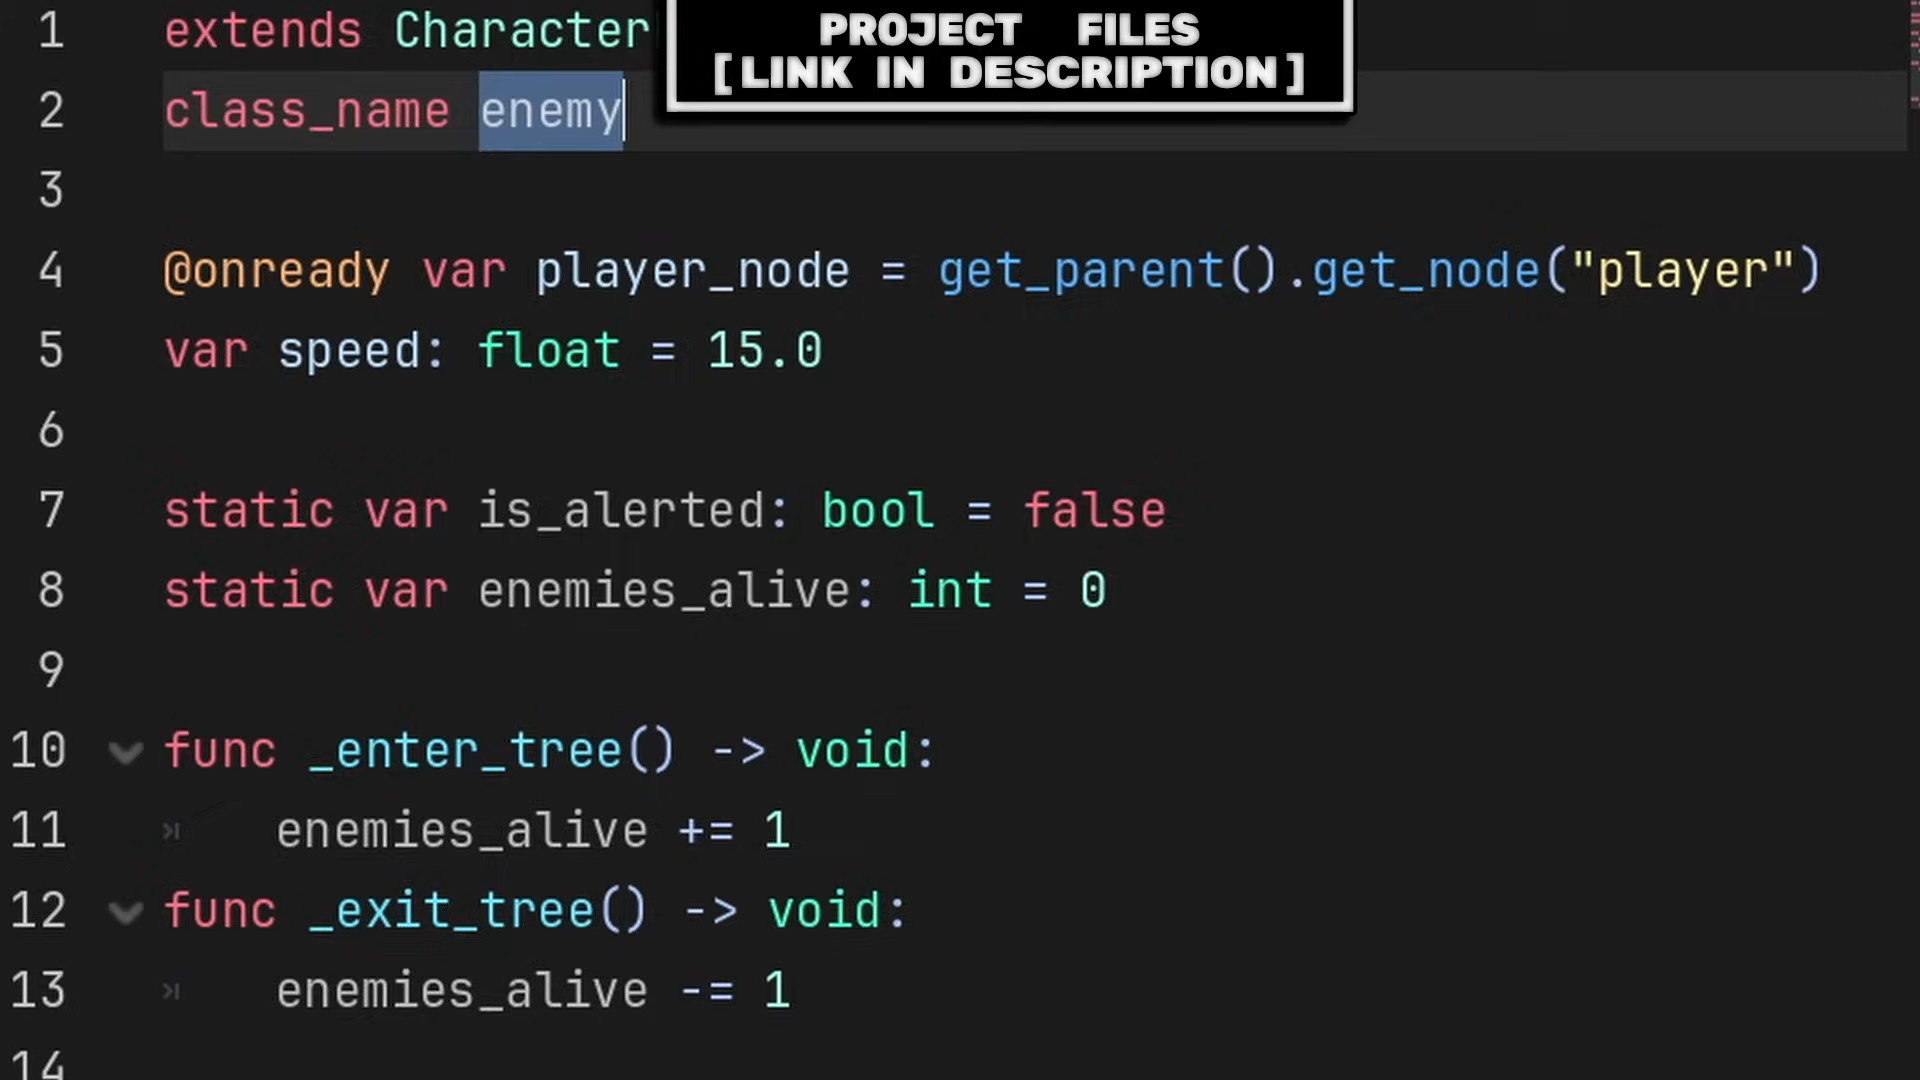 PROJECT FILES
[LINK IN DESCRIPTION]
1 extends Character
2 class_name enemy
3
4 @onready var player_node = get_parent().get_node("player")
5 var speed: float = 15.0
6
7 static var is_alerted: bool = false
8 static var enemies_alive: int = 0
9
10 func _enter_tree() -> void:
11 enemies_alive += 1
12 func _exit_tree() -> void:
13 enemies_alive -= 1
14